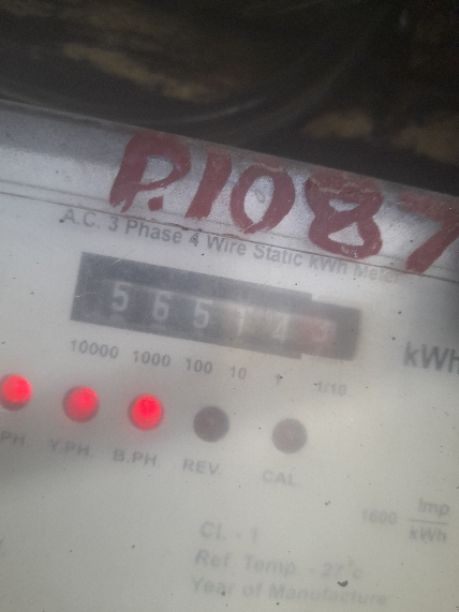 P.1087
A.C. 3 Phase 4 Wire Static kWh Meter
5 6 5 1 4
kWh
10000 1000 100 10 1 1/10
PH. Y.PH. B.PH. REV. CAL.
1600 Imp/kWh
CL - 1
Ref. Temp - 27°c
Year of Manufacture